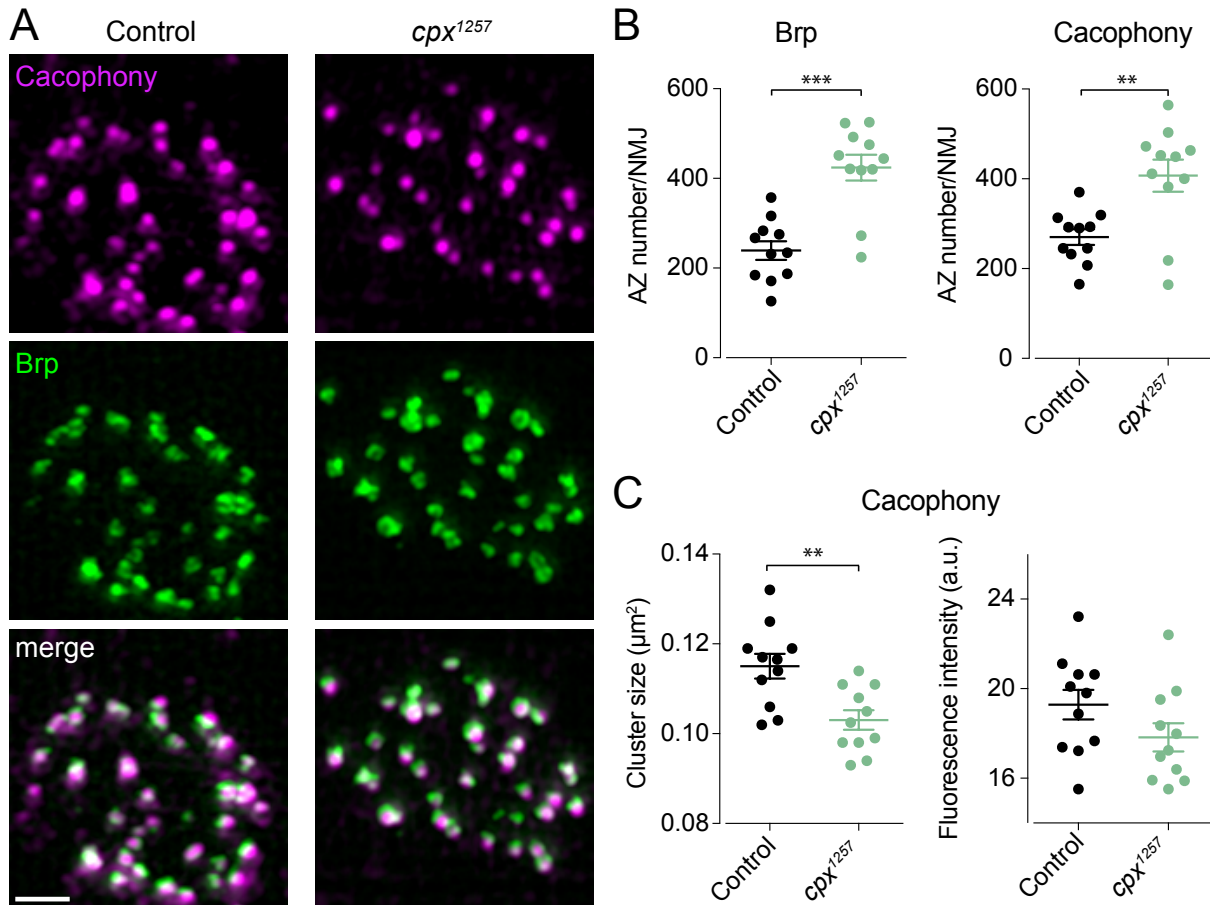 A
Control
cpx¹²⁵⁷
Cacophony
Brp
merge
B
Brp
Cacophony
***
**
600
400
200
0
AZ number/NMJ
Control
cpx¹²⁵⁷
600
400
200
0
AZ number/NMJ
Control
cpx¹²⁵⁷
C
Cacophony
**
0.14
0.12
0.10
0.08
Cluster size (µm²)
Control
cpx¹²⁵⁷
24
20
16
Fluorescence intensity (a.u.)
Control
cpx¹²⁵⁷